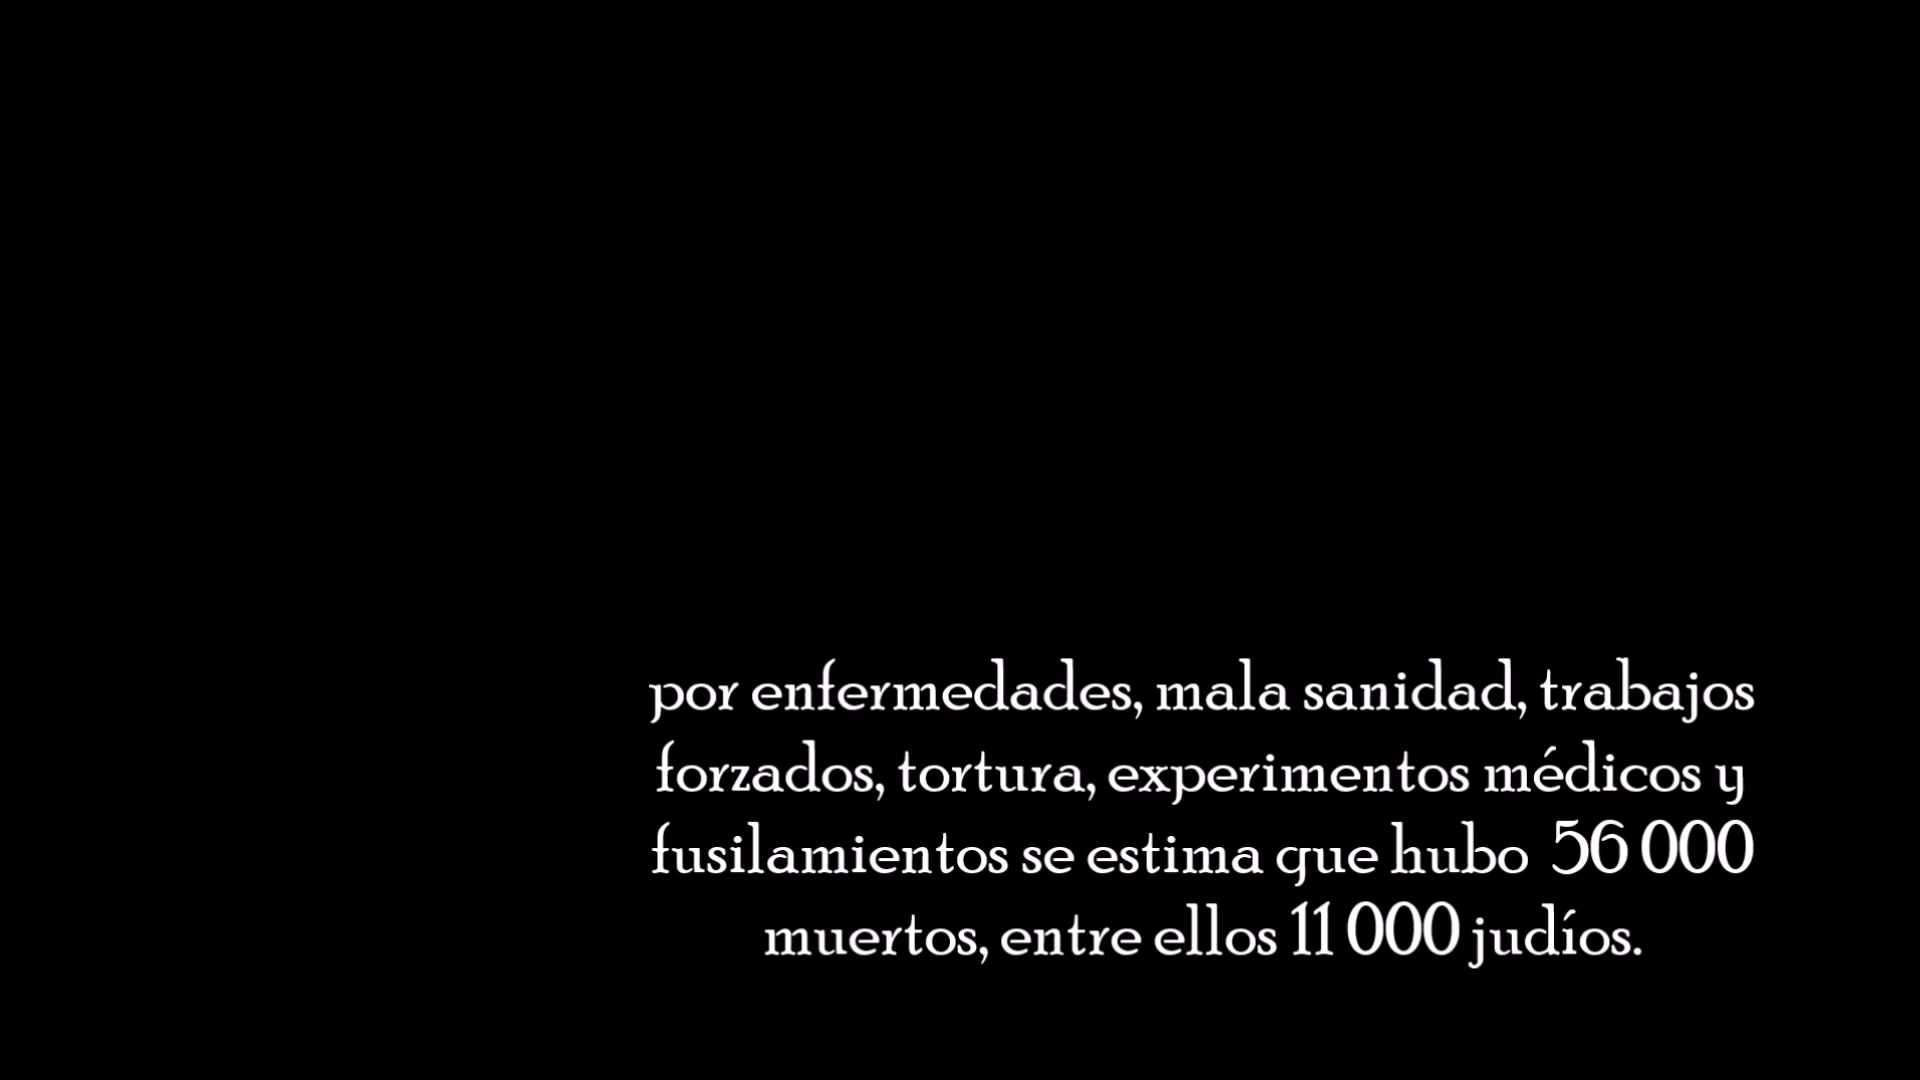 por enfermedades, mala sanidad, trabajos
forzados, tortura, experimentos médicos y
fusilamientos se estima que hubo 56 000
muertos, entre ellos 11 000 judíos.